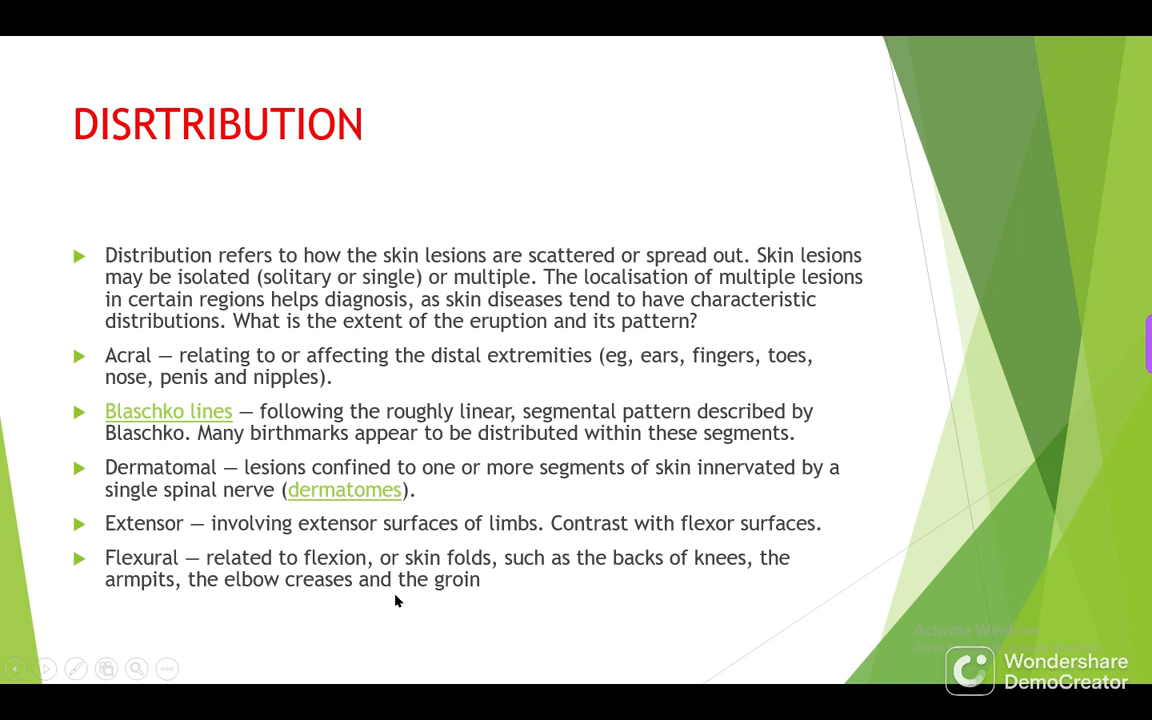 DISRTRIBUTION
Distribution refers to how the skin lesions are scattered or spread out. Skin lesions
may be isolated (solitary or single) or multiple. The localisation of multiple lesions
in certain regions helps diagnosis, as skin diseases tend to have characteristic
distributions. What is the extent of the eruption and its pattern?
Acral — relating to or affecting the distal extremities (eg, ears, fingers, toes,
nose, penis and nipples).
Blaschko lines — following the roughly linear, segmental pattern described by
Blaschko. Many birthmarks appear to be distributed within these segments.
Dermatomal — lesions confined to one or more segments of skin innervated by a
single spinal nerve (dermatomes).
Extensor — involving extensor surfaces of limbs. Contrast with flexor surfaces.
Flexural — related to flexion, or skin folds, such as the backs of knees, the
armpits, the elbow creases and the groin
Activate Windows
Wondershare
DemoCreator